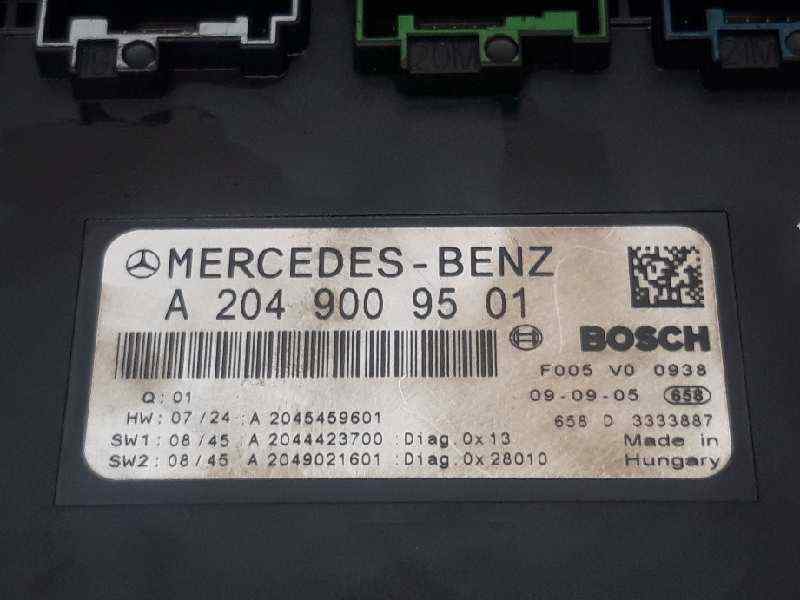 20M
21M
MERCEDES-BENZ
A 204 900 95 01
BOSCH
F005 V0 0938
Q: 01
09-09-05 658
HW: 07/24 :A 2045459601
658 D 3333887
SW1: 08/45 :A 2044423700 :Diag.0x13
Made in
SW2: 08/45 A 2049021601 :Diag.0x28010
Hungary